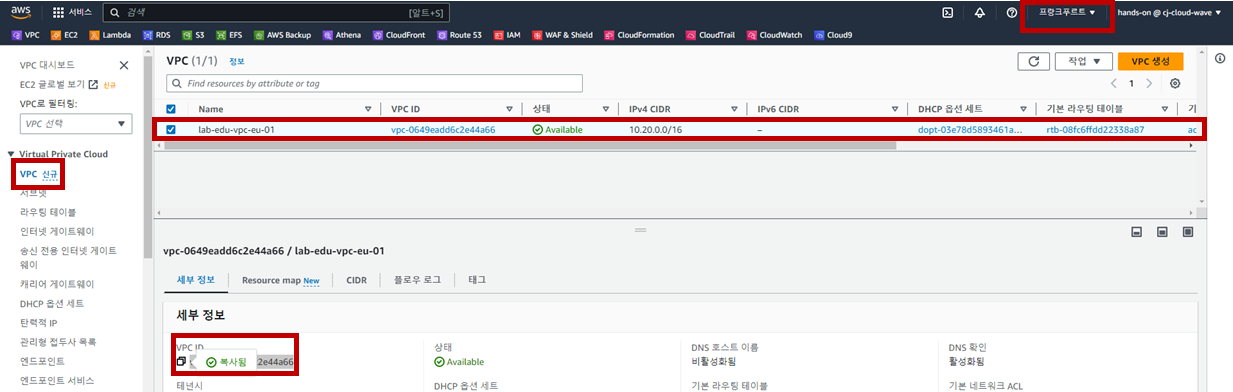 aws 서비스 검색 [알트+S] 프랑크푸르트 hands-on @ cj-cloud-wave
VPC EC2 Lambda RDS S3 EFS AWS Backup Athena CloudFront Route 53 IAM WAF & Shield CloudFormation CloudTrail CloudWatch Cloud9
VPC 대시보드
EC2 글로벌 보기 신규
VPC로 필터링:
VPC 선택
Virtual Private Cloud
VPC 신규
서브넷
라우팅 테이블
인터넷 게이트웨이
송신 전용 인터넷 게이트
웨이
캐리어 게이트웨이
DHCP 옵션 세트
탄력적 IP
관리형 접두사 목록
엔드포인트
엔드포인트 서비스
VPC (1/1) 정보
작업 VPC 생성
Find resources by attribute or tag
1
Name VPC ID 상태 IPv4 CIDR IPv6 CIDR DHCP 옵션 세트 기본 라우팅 테이블 기
lab-edu-vpc-eu-01 vpc-0649eadd6c2e44a66 Available 10.20.0.0/16 – dopt-03e78d5893461a... rtb-08fc6ffdd22338a87 ac
vpc-0649eadd6c2e44a66 / lab-edu-vpc-eu-01
세부 정보 Resource map New CIDR 플로우 로그 태그
세부 정보
VPC ID 상태 DNS 호스트 이름 DNS 확인
복사됨 2e44a66 Available 비활성화됨 활성화됨
테넌시 DHCP 옵션 세트 기본 라우팅 테이블 기본 네트워크 ACL